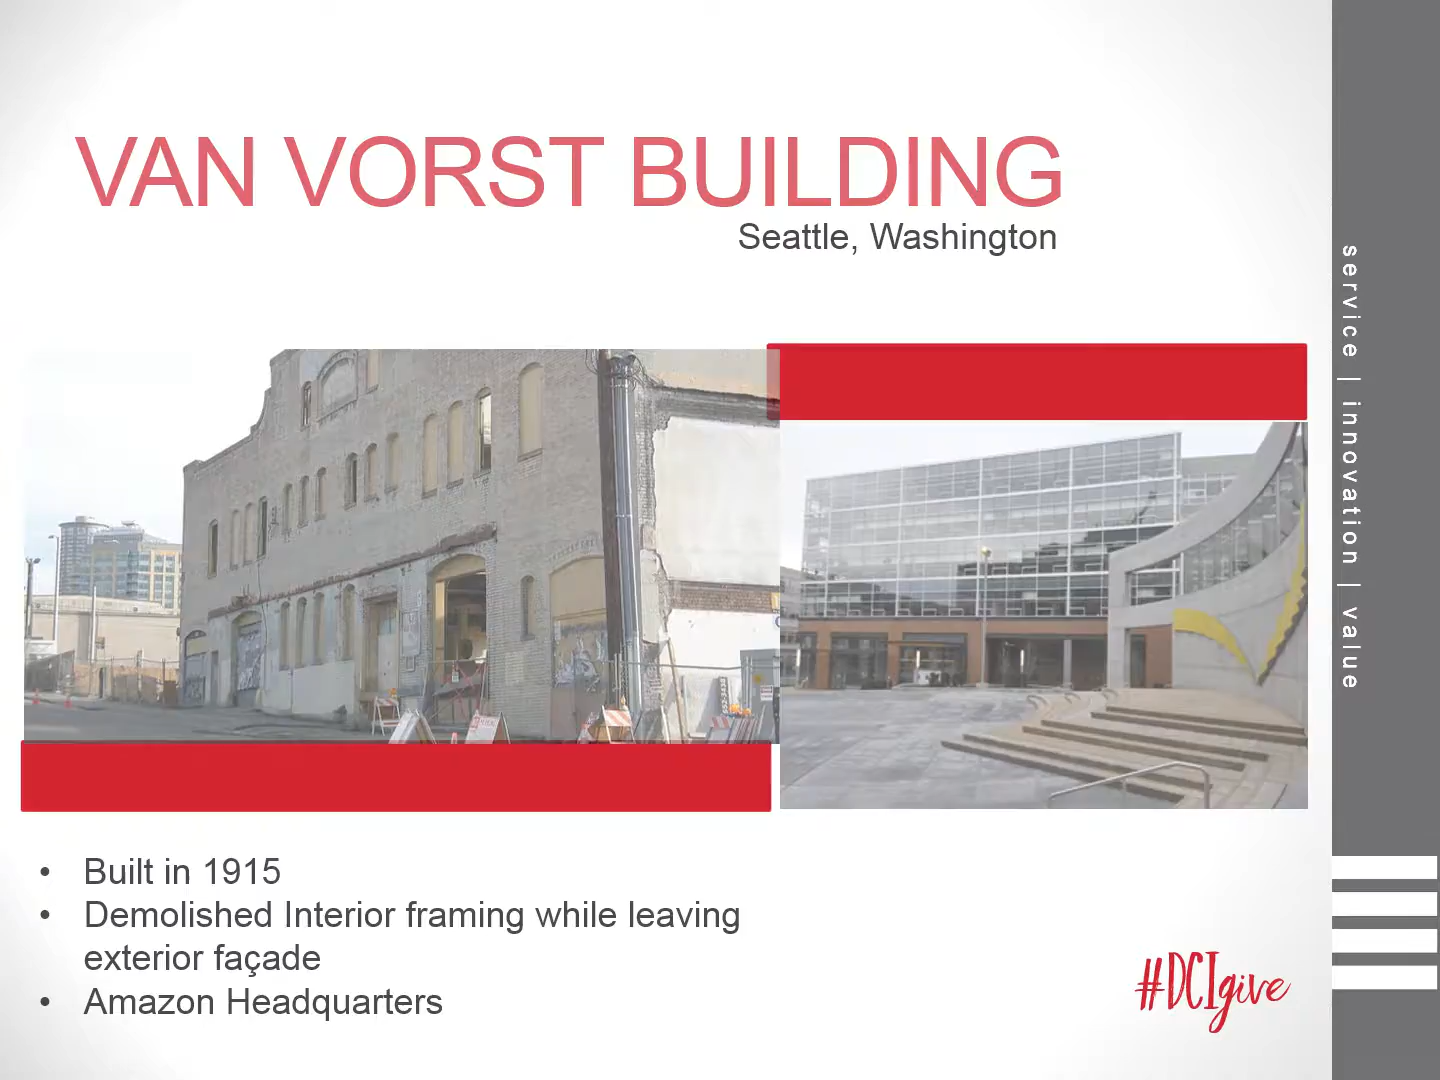 VAN VORST BUILDING
Seattle, Washington
service | innovation | value
• Built in 1915
• Demolished Interior framing while leaving
exterior façade
• Amazon Headquarters
#DCIgive